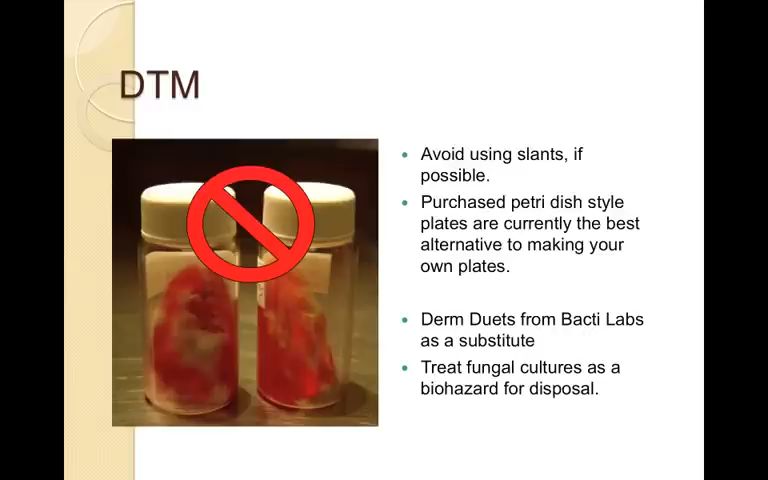 DTM
Avoid using slants, if
possible.
Purchased petri dish style
plates are currently the best
alternative to making your
own plates.
Derm Duets from Bacti Labs
as a substitute
Treat fungal cultures as a
biohazard for disposal.